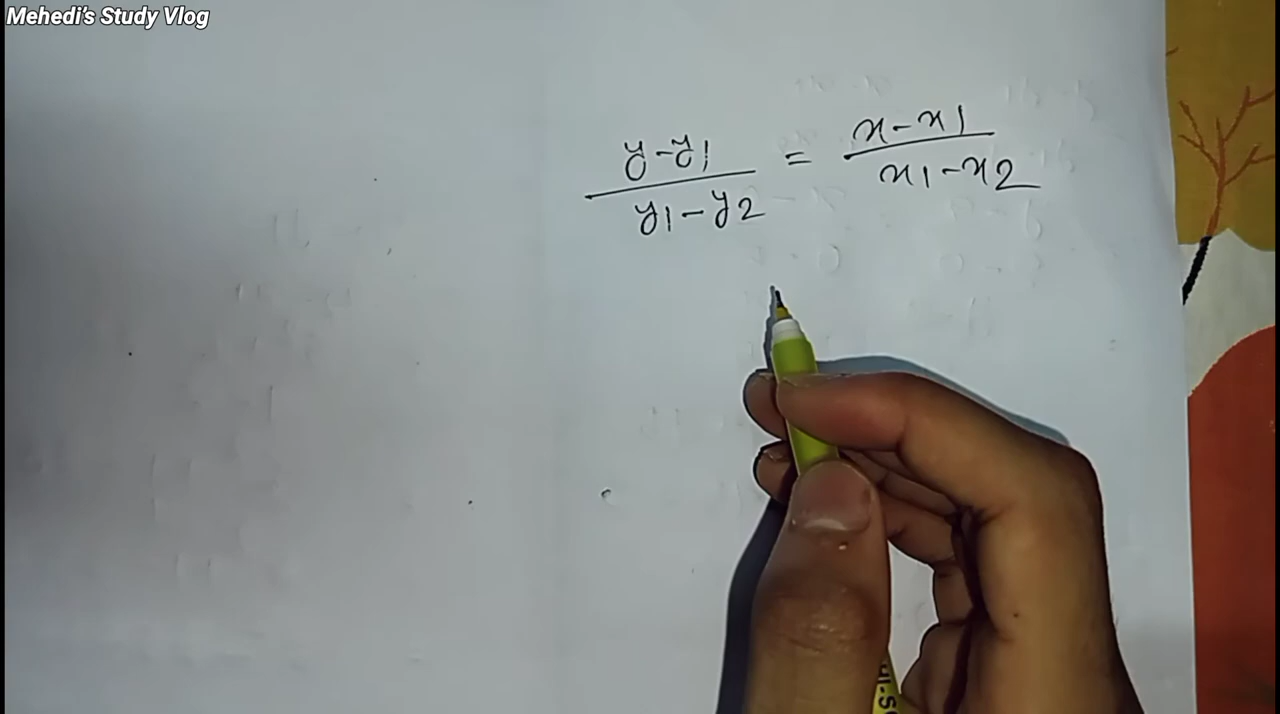 Mehedi's Study Vlog
y-y1 / y1-y2 = x-x1 / x1-x2